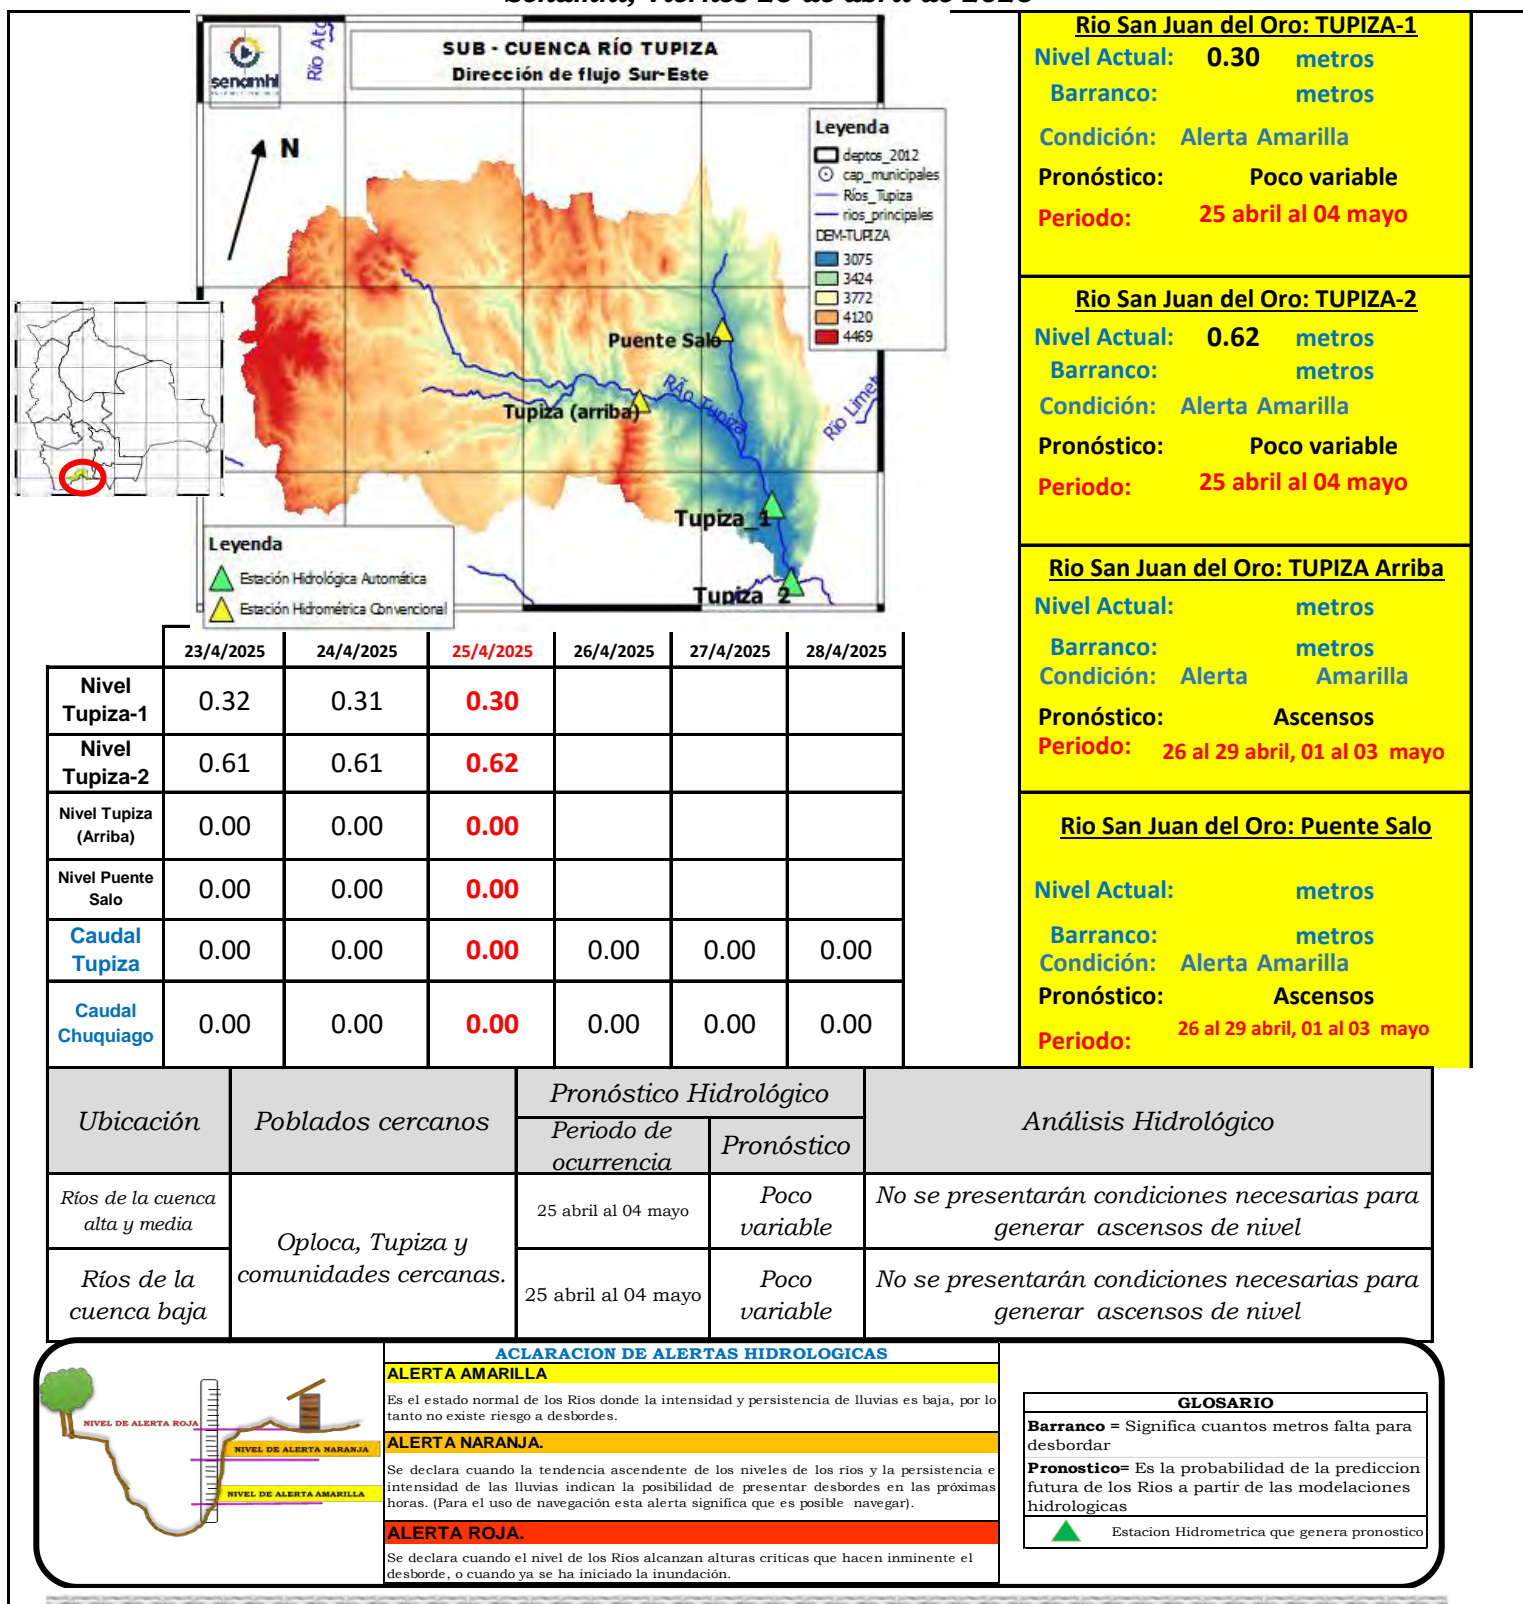 SUB - CUENCA RÍO TUPIZA
Dirección de flujo Sur-Este
senamhi
Rio Ato
N
Leyenda
deptos_2012
cap_municipales
Ríos_Tupiza
rios_principales
DEM-TUPIZA
3075
3424
3772
4120
4469
Puente Salo
RÃo Tupiza
Tupiza (arriba)
Rio Limet
Tupiza_1
Tupiza_2
Leyenda
Estación Hidrológica Automática
Estación Hidrométrica Convencional
Rio San Juan del Oro: TUPIZA-1
Nivel Actual: 0.30 metros
Barranco: metros
Condición: Alerta Amarilla
Pronóstico: Poco variable
Periodo: 25 abril al 04 mayo
Rio San Juan del Oro: TUPIZA-2
Nivel Actual: 0.62 metros
Barranco: metros
Condición: Alerta Amarilla
Pronóstico: Poco variable
Periodo: 25 abril al 04 mayo
Rio San Juan del Oro: TUPIZA Arriba
Nivel Actual: metros
Barranco: metros
Condición: Alerta Amarilla
Pronóstico: Ascensos
Periodo: 26 al 29 abril, 01 al 03 mayo
Rio San Juan del Oro: Puente Salo
Nivel Actual: metros
Barranco: metros
Condición: Alerta Amarilla
Pronóstico: Ascensos
Periodo: 26 al 29 abril, 01 al 03 mayo
23/4/2025 24/4/2025 25/4/2025 26/4/2025 27/4/2025 28/4/2025
Nivel
Tupiza-1 0.32 0.31 0.30
Nivel
Tupiza-2 0.61 0.61 0.62
Nivel Tupiza
(Arriba) 0.00 0.00 0.00
Nivel Puente
Salo 0.00 0.00 0.00
Caudal
Tupiza 0.00 0.00 0.00 0.00 0.00 0.00
Caudal
Chuquiago 0.00 0.00 0.00 0.00 0.00 0.00
Ubicación Poblados cercanos Pronóstico Hidrológico Análisis Hidrológico
Periodo de
ocurrencia Pronóstico
Ríos de la cuenca
alta y media
Oploca, Tupiza y
comunidades cercanas.
25 abril al 04 mayo
Poco
variable
No se presentarán condiciones necesarias para
generar ascensos de nivel
Ríos de la
cuenca baja
25 abril al 04 mayo
Poco
variable
No se presentarán condiciones necesarias para
generar ascensos de nivel
NIVEL DE ALERTA ROJA
NIVEL DE ALERTA NARANJA
NIVEL DE ALERTA AMARILLA
ACLARACION DE ALERTAS HIDROLOGICAS
ALERTA AMARILLA
Es el estado normal de los Rios donde la intensidad y persistencia de lluvias es baja, por lo
tanto no existe riesgo a desbordes.
ALERTA NARANJA.
Se declara cuando la tendencia ascendente de los niveles de los ríos y la persistencia e
intensidad de las lluvias indican la posibilidad de presentar desbordes en las próximas
horas. (Para el uso de navegación esta alerta significa que es posible navegar).
ALERTA ROJA.
Se declara cuando el nivel de los Ríos alcanzan alturas críticas que hacen inminente el
desborde, o cuando ya se ha iniciado la inundación.
GLOSARIO
Barranco = Significa cuantos metros falta para
desbordar
Pronostico= Es la probabilidad de la prediccion
futura de los Rios a partir de las modelaciones
hidrologicas
Estacion Hidrometrica que genera pronostico